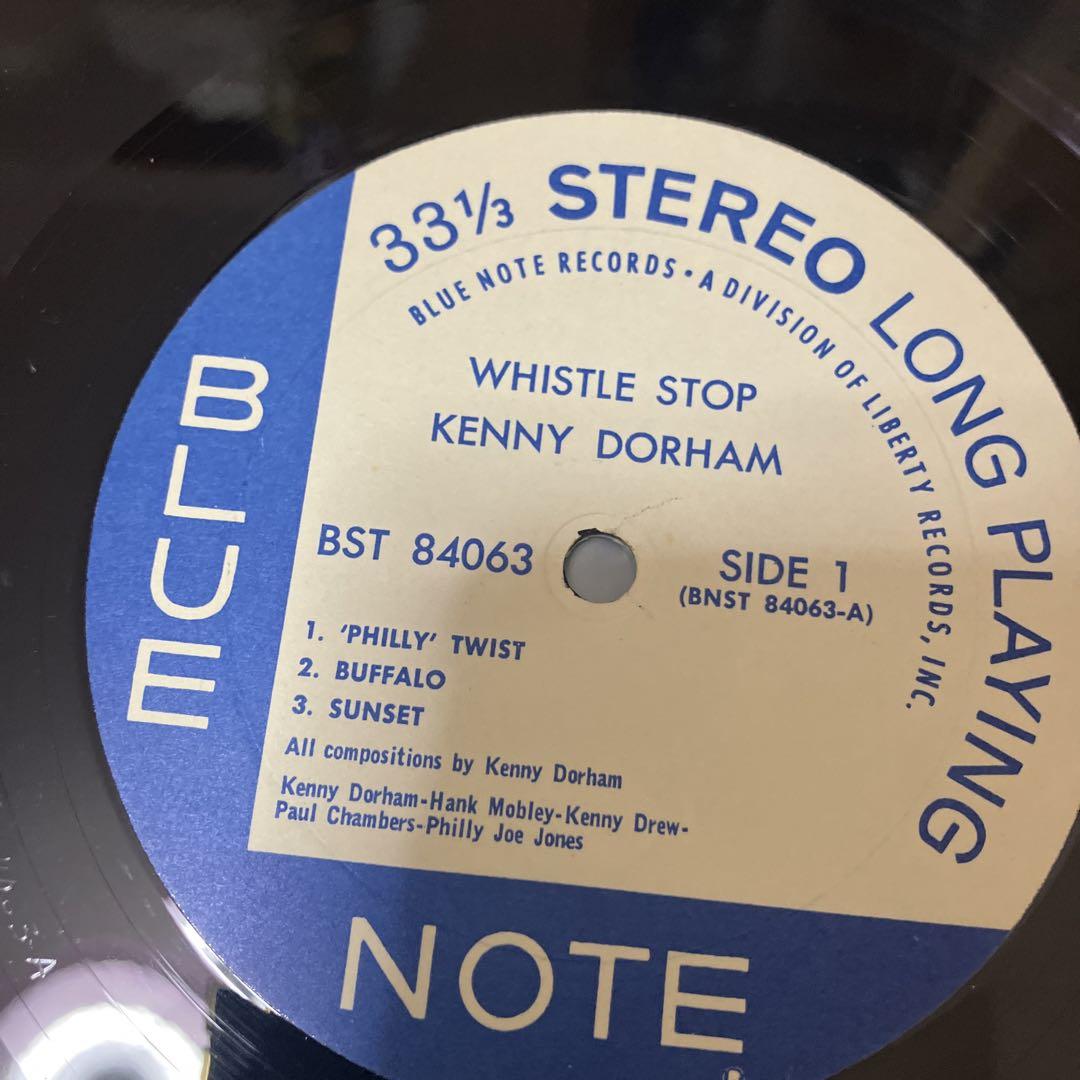 33⅓ STEREO LONG PLAYING
BLUE NOTE RECORDS • A DIVISION OF LIBERTY RECORDS, INC.
WHISTLE STOP
KENNY DORHAM
BST 84063
SIDE 1
(BNST 84063-A)
1. 'PHILLY' TWIST
2. BUFFALO
3. SUNSET
All compositions by Kenny Dorham
Kenny Dorham-Hank Mobley-Kenny Drew-
Paul Chambers-Philly Joe Jones
BLUE
NOTE